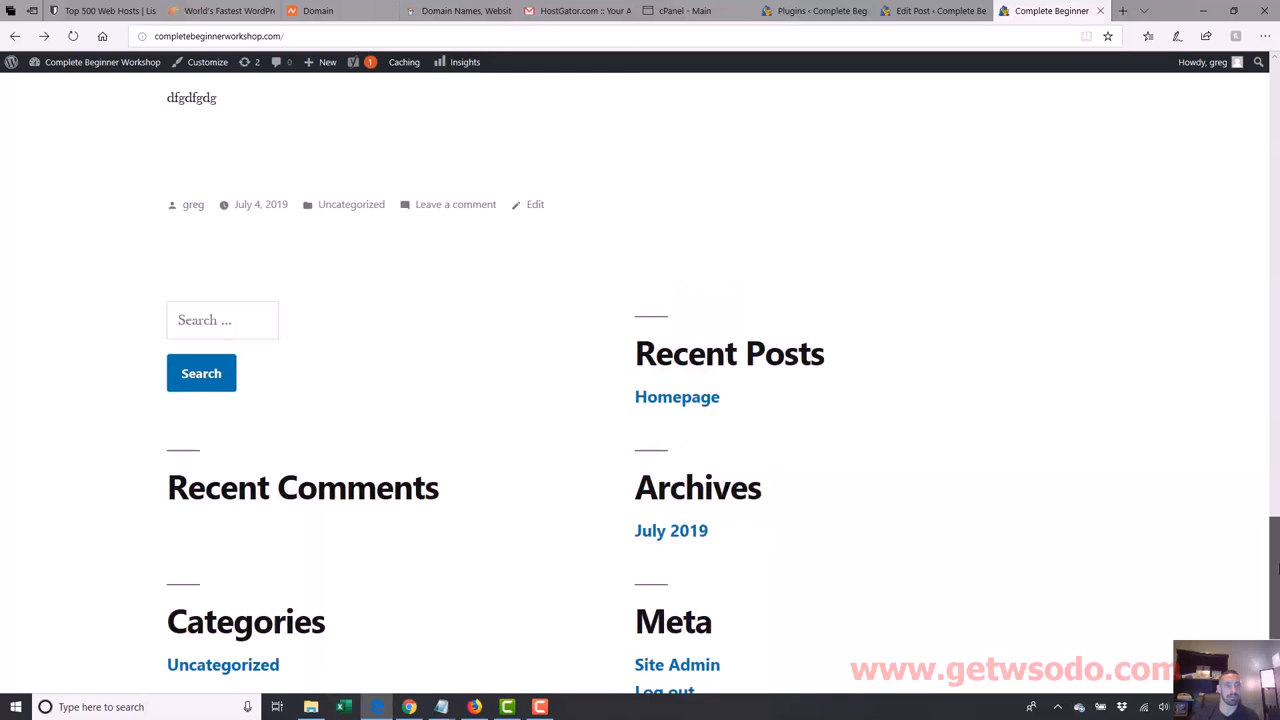 Top 500 Web Hosts | Lis
World's Fastest WordPre
Domain
Domain Names, Websit
HostGator.com :: Your A
cPanel - Main
Plugins ‹ Complete Beg
Edit Post ‹ Complete Be
Complete Beginner
completebeginnerworkshop.com/
Complete Beginner Workshop
Customize
2
0
New
1
Caching
Insights
Howdy, greg
dfgdfgdg
greg
July 4, 2019
Uncategorized
Leave a comment
Edit
Search ...
Search
Recent Posts
Homepage
Recent Comments
Archives
July 2019
Categories
Uncategorized
Meta
Site Admin
Log out
www.getwsodo.com
Type here to search